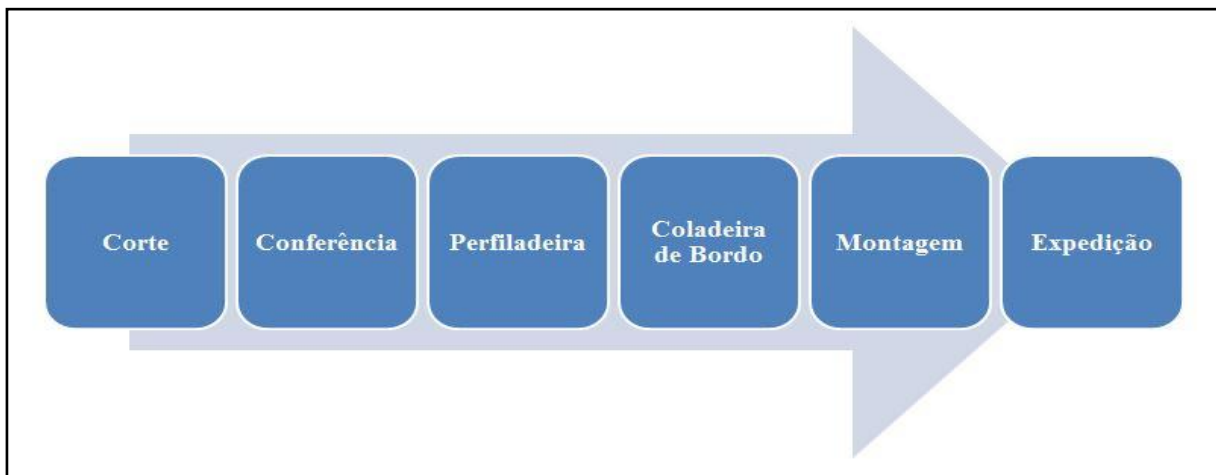 Corte
Conferência
Perfiladeira
Coladeira
de Bordo
Montagem
Expedição